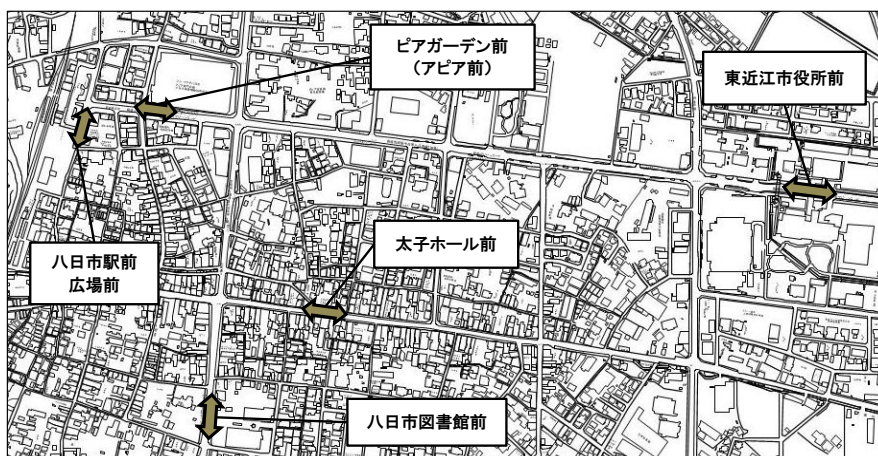 ピアガーデン前
（アピア前）
東近江市役所前
八日市駅前
広場前
太子ホール前
八日市図書館前